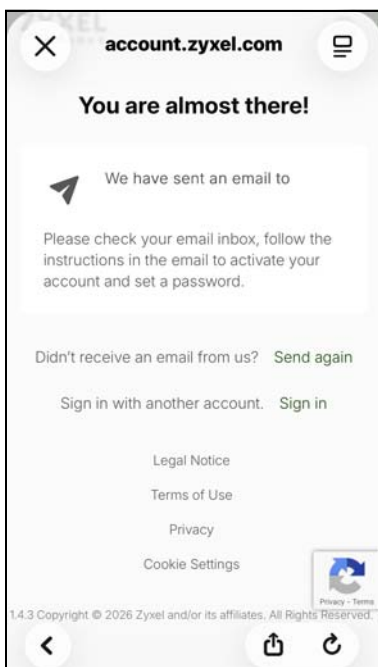 ZYXEL
account.zyxel.com
You are almost there!
We have sent an email to
Please check your email inbox, follow the
instructions in the email to activate your
account and set a password.
Didn't receive an email from us? Send again
Sign in with another account. Sign in
Legal Notice
Terms of Use
Privacy
Cookie Settings
Privacy - Terms
1.4.3 Copyright © 2026 Zyxel and/or its affiliates. All Rights Reserved.